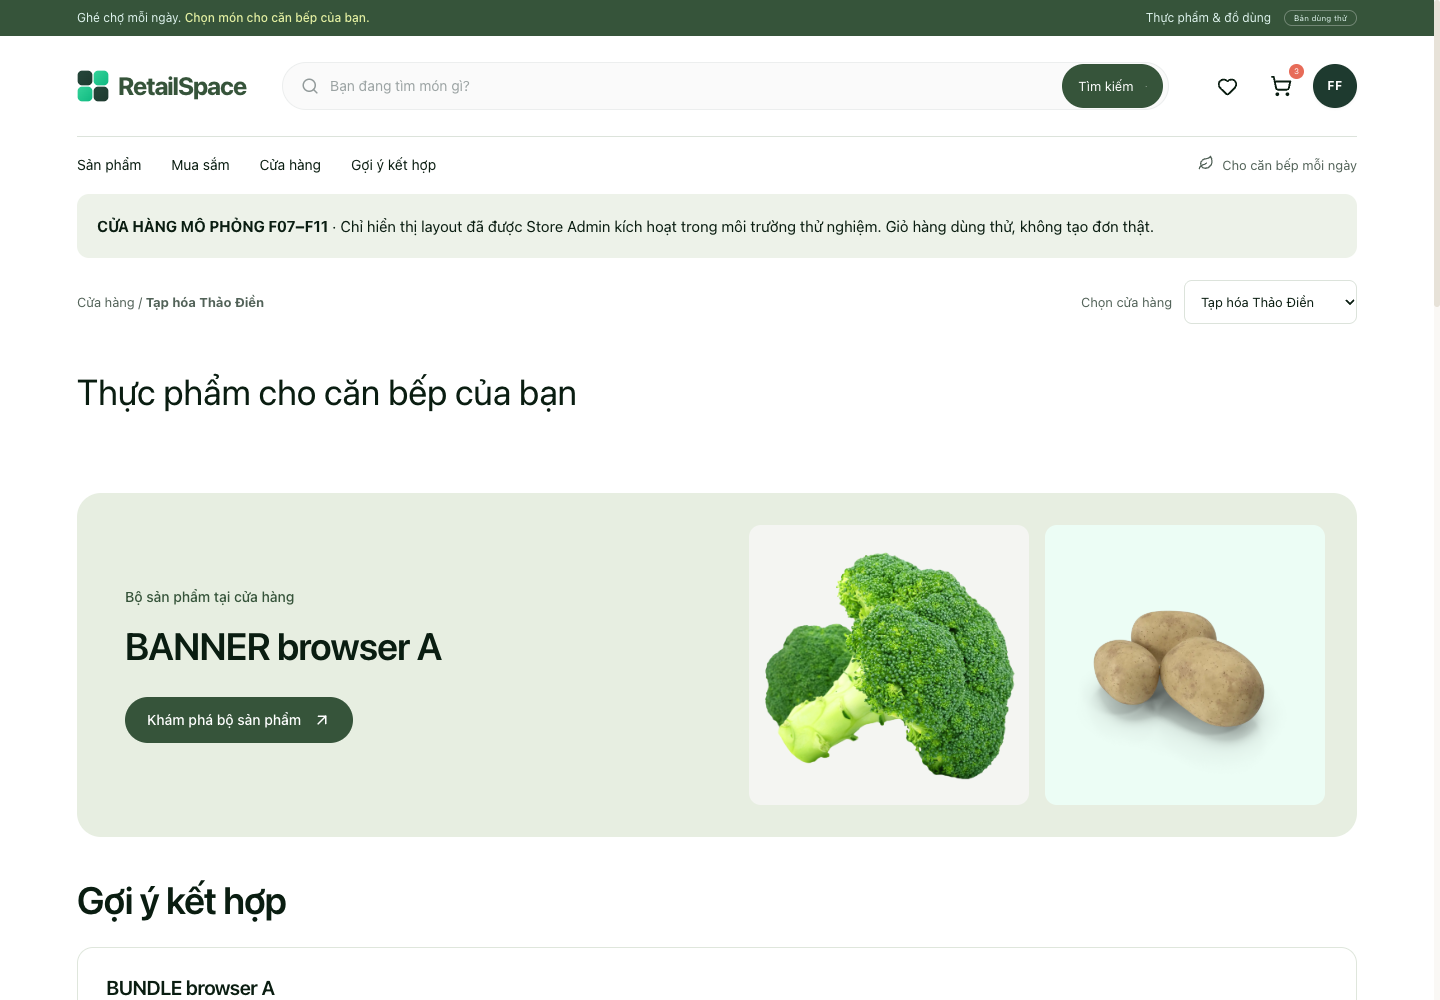 Ghé chợ mỗi ngày. Chọn món cho căn bếp của bạn.
Thực phẩm & đồ dùng
Bản dùng thử
RetailSpace
Bạn đang tìm món gì?
Tìm kiếm
3
FF
Sản phẩm
Mua sắm
Cửa hàng
Gợi ý kết hợp
Cho căn bếp mỗi ngày
CỬA HÀNG MÔ PHỎNG F07–F11 · Chỉ hiển thị layout đã được Store Admin kích hoạt trong môi trường thử nghiệm. Giỏ hàng dùng thử, không tạo đơn thật.
Cửa hàng / Tạp hóa Thảo Điền
Chọn cửa hàng
Tạp hóa Thảo Điền
Thực phẩm cho căn bếp của bạn
Bộ sản phẩm tại cửa hàng
BANNER browser A
Khám phá bộ sản phẩm
Gợi ý kết hợp
BUNDLE browser A